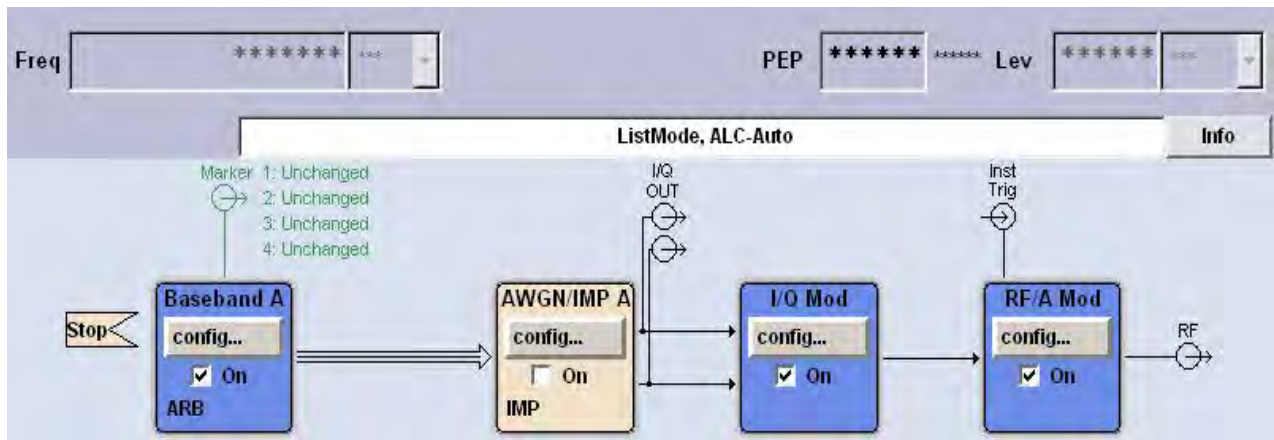 Freq ******* *** PEP ****** ****** Lev ****** ***
ListMode, ALC-Auto Info
Marker 1: Unchanged
2: Unchanged
3: Unchanged
4: Unchanged
I/Q
OUT
Inst
Trig
Stop
Baseband A
config...
On
ARB
AWGN/IMP A
config...
On
IMP
I/Q Mod
config...
On
RF/A Mod
config...
On
RF